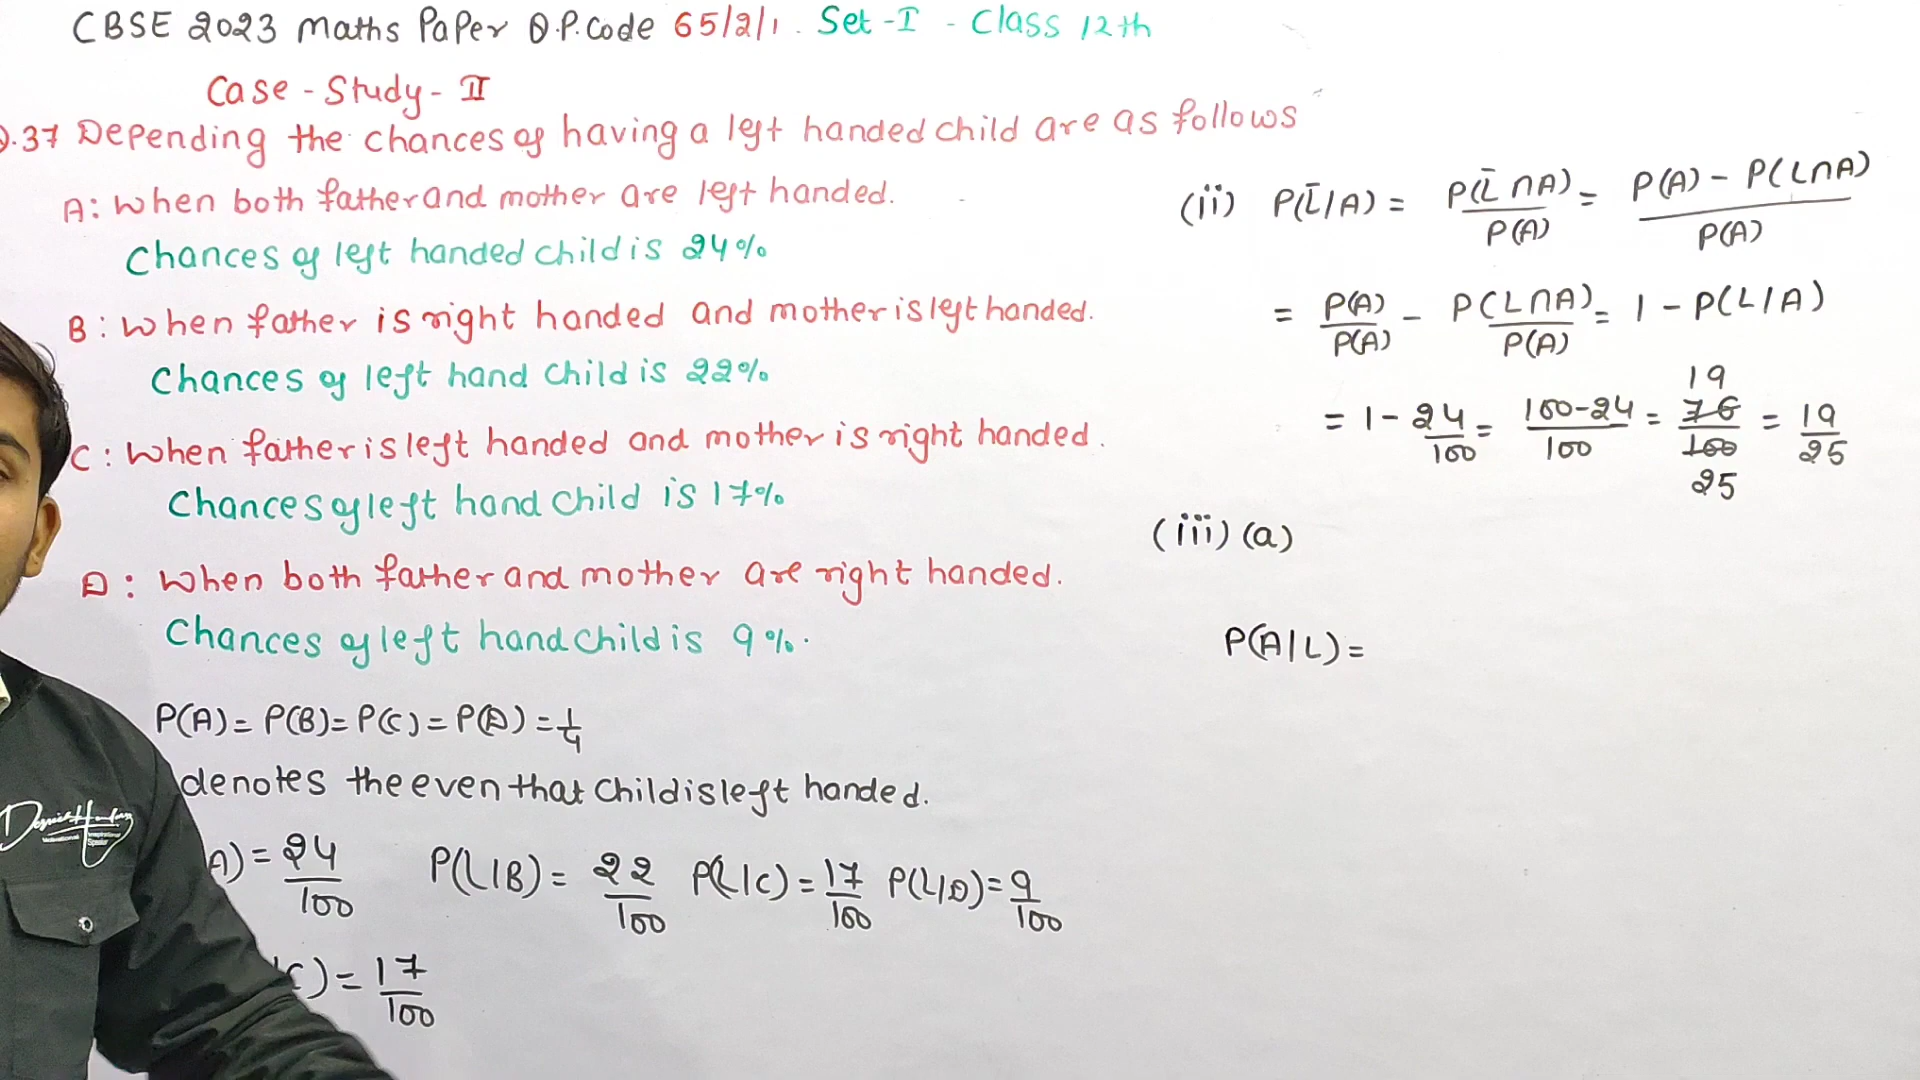 CBSE 2023 Maths Paper Q.P.Code 65/2/1. Set-I - Class 12th
Case-Study-II
.37 Depending the chances of having a left handed child are as follows
A: When both father and mother are left handed.
Chances of left handed child is 24%
B: When father is right handed and mother is left handed.
Chances of left hand child is 22%
C: When father is left handed and mother is right handed.
Chances of left hand child is 17%
D: When both father and mother are right handed.
Chances of left hand child is 9%.
P(A) = P(B) = P(C) = P(D) = 1/4
denotes the even that child is left handed.
A) = 24/100 P(L|B) = 22/100 P(L|C) = 17/100 P(L|D) = 9/100
C) = 17/100
(ii) P(L̄/A) = P(L̄∩A)/P(A) = P(A) - P(L∩A)/P(A)
= P(A)/P(A) - P(L∩A)/P(A) = 1 - P(L/A)
= 1 - 24/100 = 100-24/100 = 19 76/100 25 = 19/25
(iii) (a)
P(A|L) =